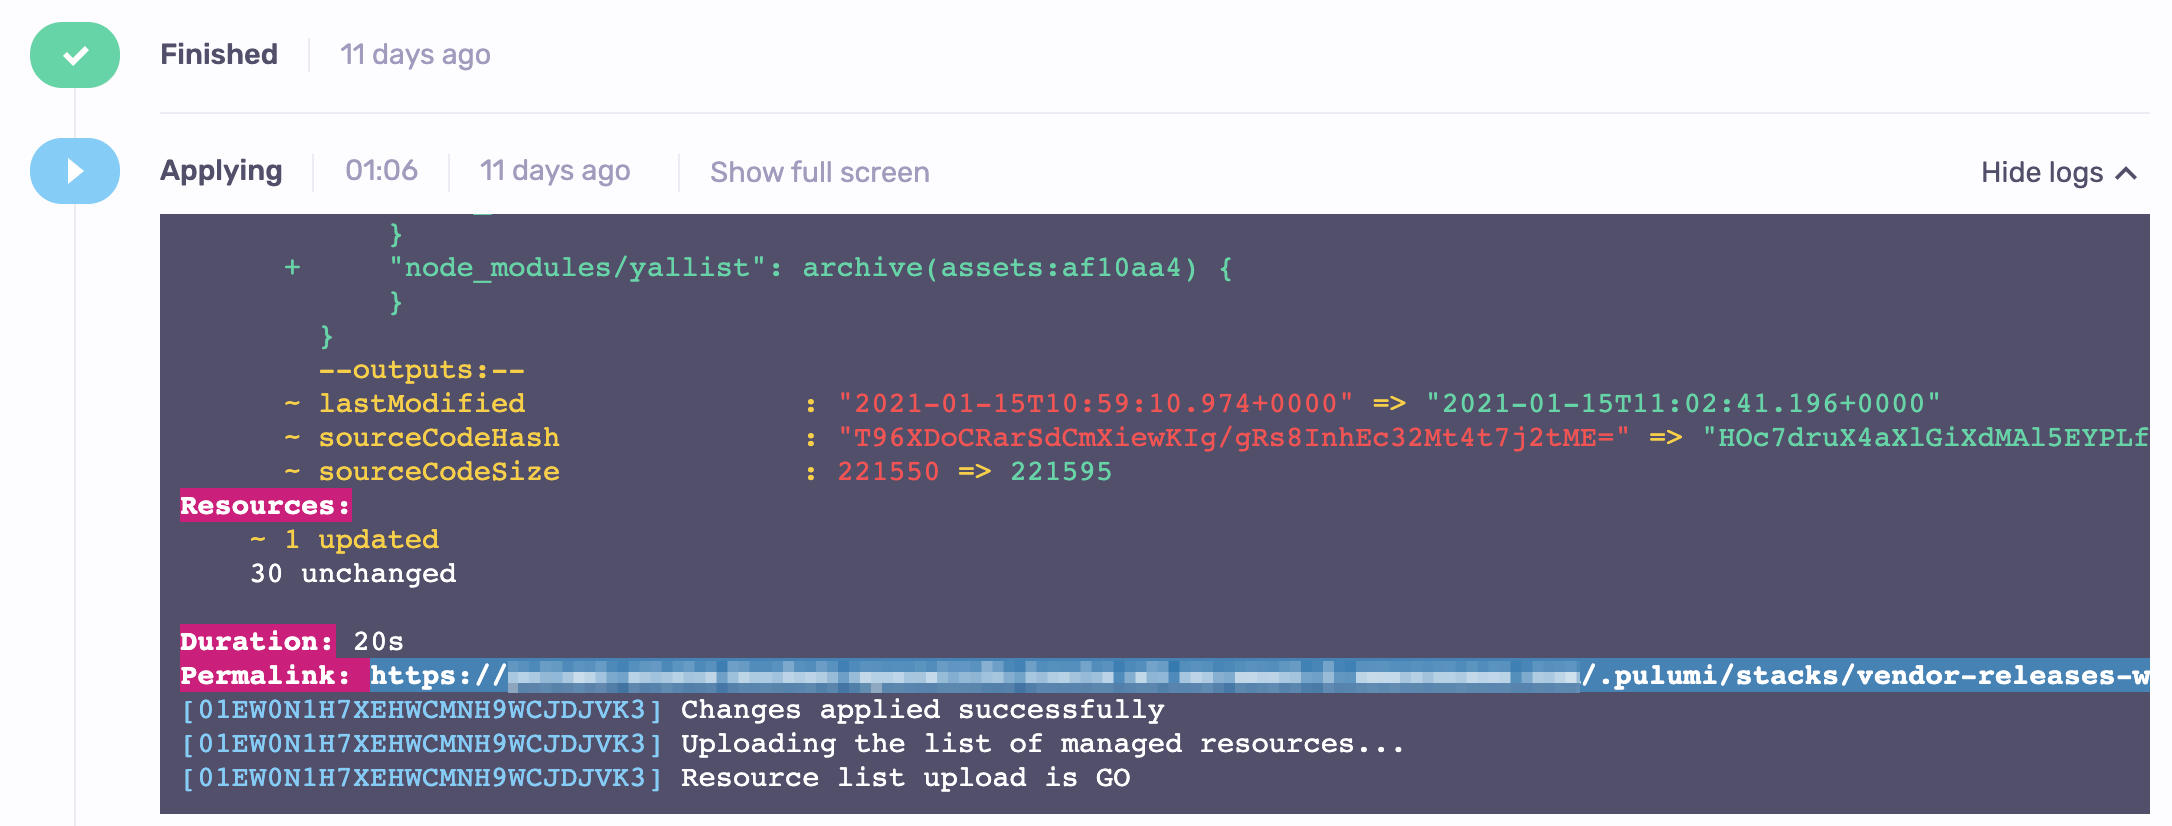 Finished 11 days ago
Applying 01:06 11 days ago Show full screen Hide logs
}
+ "node_modules/yallist": archive(assets:af10aa4) {
}
}
--outputs:--
~ lastModified : "2021-01-15T10:59:10.974+0000" => "2021-01-15T11:02:41.196+0000"
~ sourceCodeHash : "T96XDoCRarSdCmXiewKIg/gRs8InhEc32Mt4t7j2tME=" => "HOc7druX4aXlGiXdMAl5EYPLf
~ sourceCodeSize : 221550 => 221595
Resources:
~ 1 updated
30 unchanged
Duration: 20s
Permalink: https:// /.pulumi/stacks/vendor-releases-w
[01EW0N1H7XEHWCMNH9WCJDJVK3] Changes applied successfully
[01EW0N1H7XEHWCMNH9WCJDJVK3] Uploading the list of managed resources...
[01EW0N1H7XEHWCMNH9WCJDJVK3] Resource list upload is GO